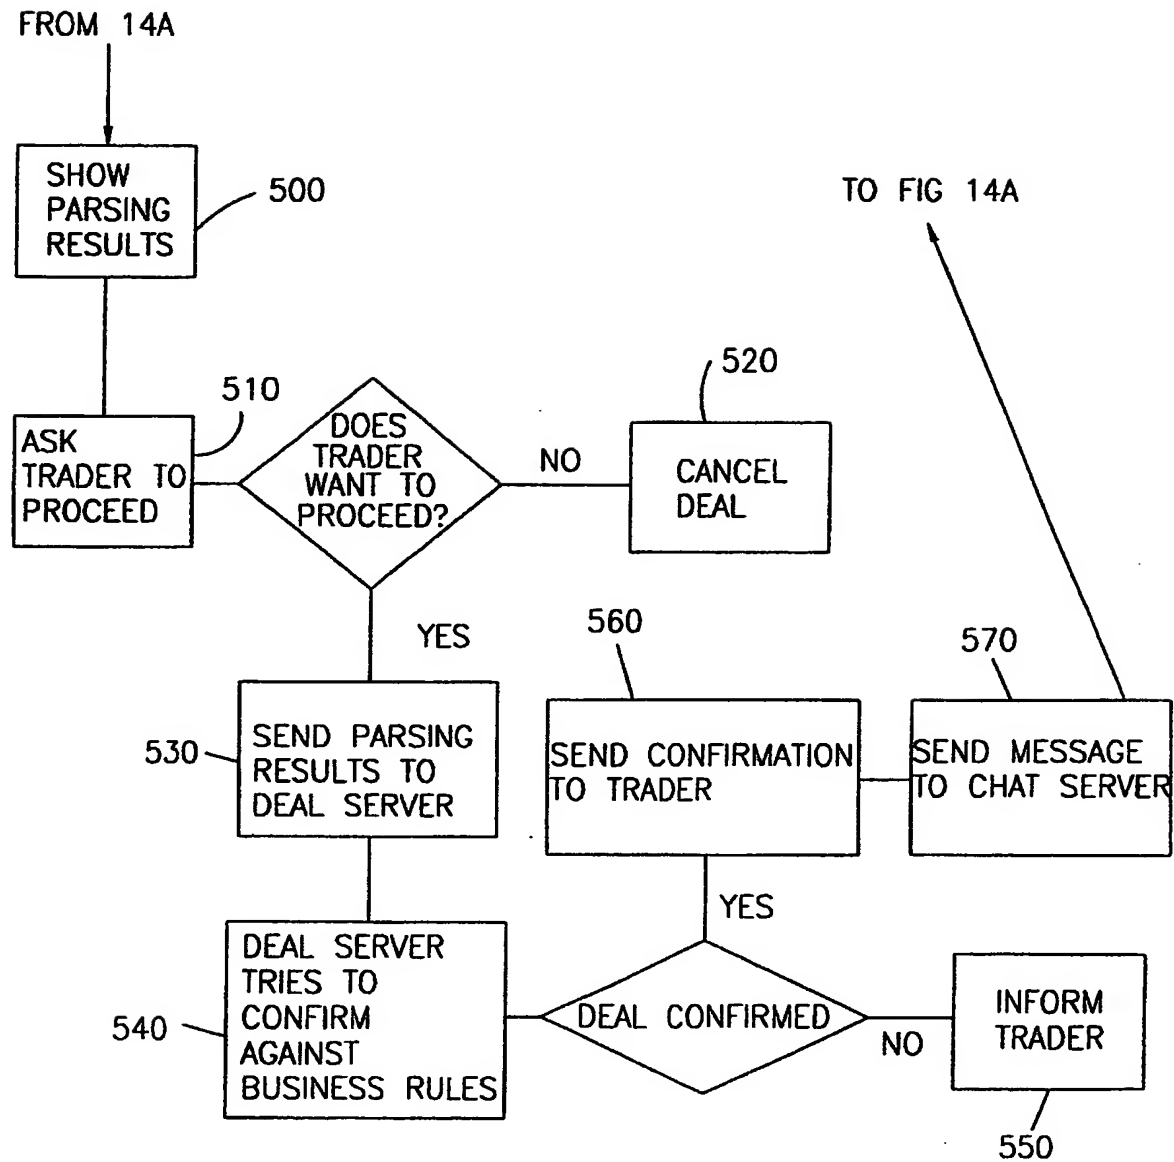 FROM 14A
SHOW
PARSING
RESULTS
500
TO FIG 14A
510
ASK
TRADER TO
PROCEED
DOES
TRADER
WANT TO
PROCEED?
NO
520
CANCEL
DEAL
YES
530
SEND PARSING
RESULTS TO
DEAL SERVER
560
SEND CONFIRMATION
TO TRADER
570
SEND MESSAGE
TO CHAT SERVER
YES
540
DEAL SERVER
TRIES TO
CONFIRM
AGAINST
BUSINESS RULES
DEAL CONFIRMED
NO
INFORM
TRADER
550